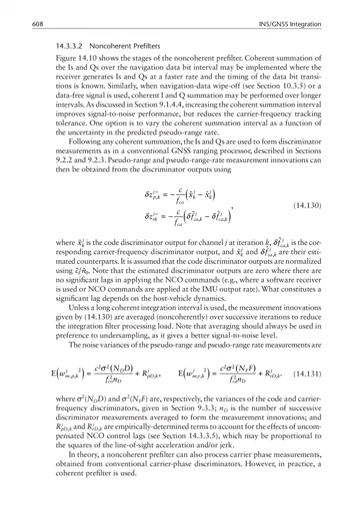 608
INS/GNSS Integration
14.3.3.2 Noncoherent Prefilters
Figure 14.10 shows the stages of the noncoherent prefilter. Coherent summation of
the Is and Qs over the navigation data bit interval may be implemented where the
receiver generates Is and Qs at a faster rate and the timing of the data bit transi-
tions is known. Similarly, when navigation-data wipe-off (see Section 10.3.5) or a
data-free signal is used, coherent I and Q summation may be performed over longer
intervals. As discussed in Section 9.1.4.4, increasing the coherent summation interval
improves signal-to-noise performance, but reduces the carrier-frequency tracking
tolerance. One option is to vary the coherent summation interval as a function of
the uncertainty in the predicted pseudo-range rate.
Following any coherent summation, the Is and Qs are used to form discriminator
measurements as in a conventional GNSS ranging processor, described in Sections
9.2.2 and 9.2.3. Pseudo-range and pseudo-range-rate measurement innovations can
then be obtained from the discriminator outputs using
(14.130)
where x̃ʲₖ is the code discriminator output for channel j at iteration k, is the cor-
responding carrier-frequency discriminator output, and and are their esti-
mated counterparts. It is assumed that the code discriminator outputs are normalized
using Note that the estimated discriminator outputs are zero where there are
no significant lags in applying the NCO commands (e.g., where a software receiver
is used or NCO commands are applied at the IMU output rate). What constitutes a
significant lag depends on the host-vehicle dynamics.
Unless a long coherent integration interval is used, the measurement innovations
given by (14.130) are averaged (noncoherently) over successive iterations to reduce
the integration filter processing load. Note that averaging should always be used in
preference to undersampling, as it gives a better signal-to-noise level.
The noise variances of the pseudo-range and pseudo-range rate measurements are
(14.131)
where σ²(N_D D) and σ²(N_F F) are, respectively, the variances of the code and carrier-
frequency discriminators, given in Section 9.3.3; n_D is the number of successive
discriminator measurements averaged to form the measurement innovations; and
are empirically-determined terms to account for the effects of uncom-
pensated NCO control lags (see Section 14.3.3.5), which may be proportional to
the squares of the line-of-sight acceleration and/or jerk.
In theory, a noncoherent prefilter can also process carrier phase measurements,
obtained from conventional carrier-phase discriminators. However, in practice, a
coherent prefilter is used.